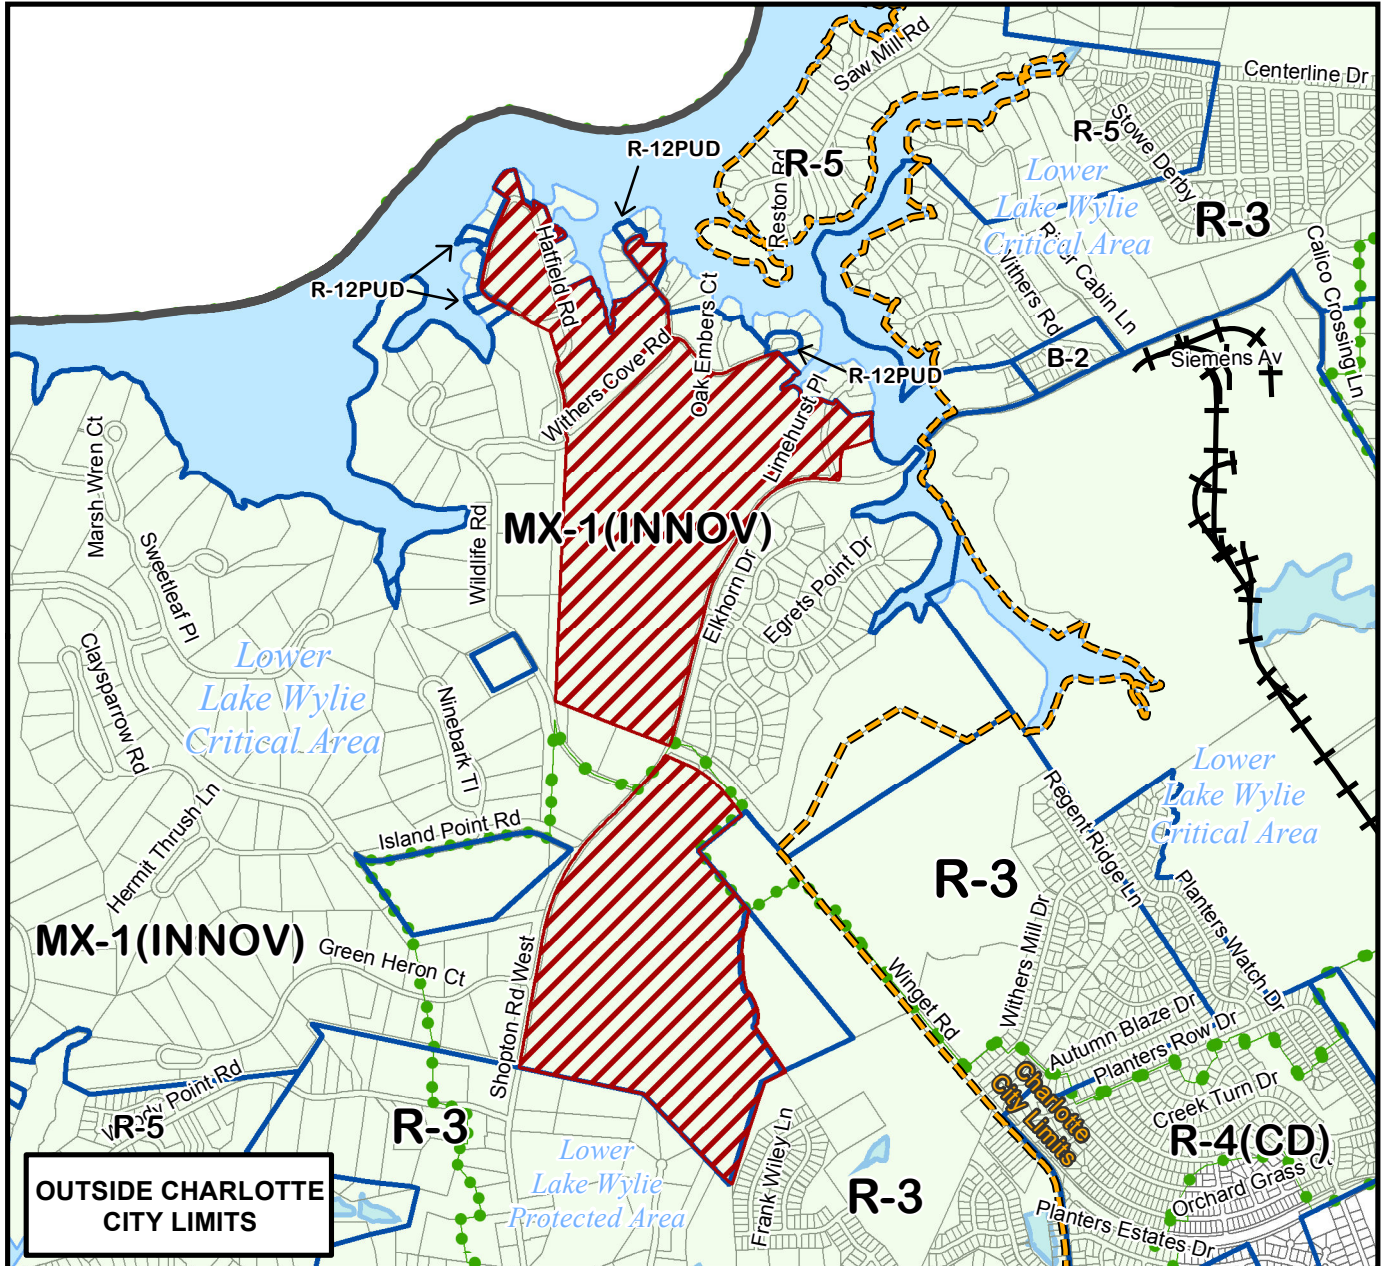 Saw Mill Rd
Centerline Dr
R-12PUD
R-5
Stowe Derby
R-5
Reston Rd
Lower
Lake Wylie
Critical Area
R-3
Hatfield Rd
River Cabin Ln
Withers Rd
Calico Crossing Ln
R-12PUD
Oak Embers Ct
Withers Cove Rd
B-2
Siemens Av
R-12PUD
Limehurst Pl
Marsh Wren Ct
MX-1(INNOV)
Sweetleaf Pl
Wildlife Rd
Elkhorn Dr
Egrets Point Dr
Lower
Lake Wylie
Critical Area
Claysparrow Rd
Ninebark Tl
Hermit Thrush Ln
Island Point Rd
Regent Ridge Ln
Lower
Lake Wylie
Critical Area
R-3
Planters Watch Dr
Withers Mill Dr
MX-1(INNOV)
Green Heron Ct
Shopton Rd West
Winget Rd
Autumn Blaze Dr
Planters Row Dr
Woody Point Rd
R-5
R-3
Charlotte
City Limits
Creek Turn Dr
R-4(CD)
Orchard Grass Ct
Lower
Lake Wylie
Protected Area
Frank Wiley Ln
R-3
Planters Estates Dr
OUTSIDE CHARLOTTE
CITY LIMITS